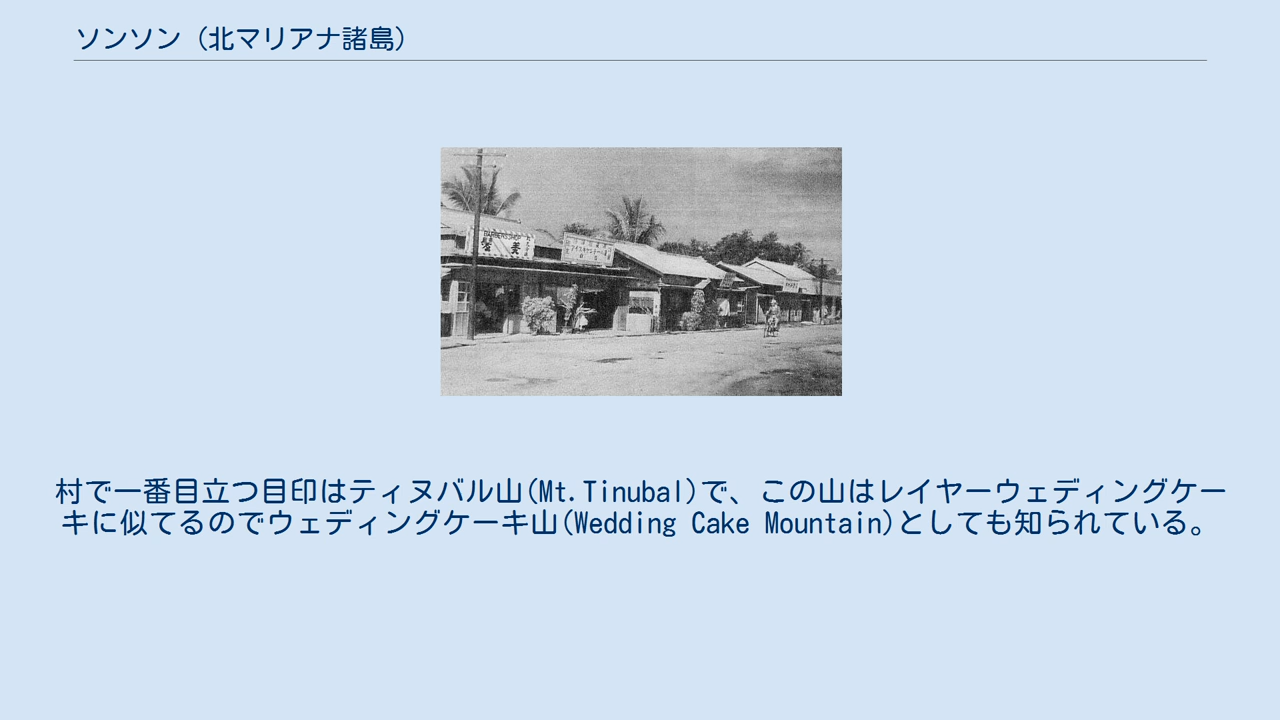 ソンソン（北マリアナ諸島）
BARBERS SHOP
髪 美
村で一番目立つ目印はティヌバル山(Mt.Tinubal)で、この山はレイヤーウェディングケー
キに似てるのでウェディングケーキ山(Wedding Cake Mountain)としても知られている。